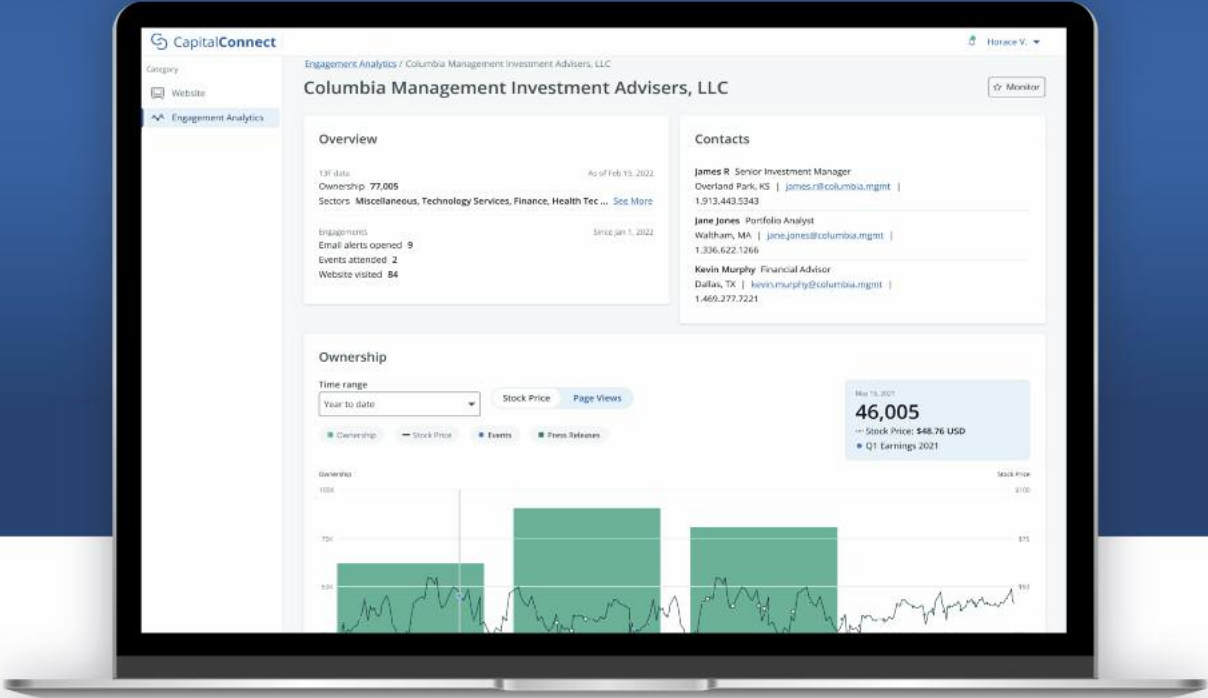 CapitalConnect
Horace V.
Category
Website
Engagement Analytics
Engagement Analytics / Columbia Management Investment Advisers, LLC
Columbia Management Investment Advisers, LLC
Monitor
Overview
13F data
As of Feb 15, 2022
Ownership 77,005
Sectors Miscellaneous, Technology Services, Finance, Health Tec ... See More
Engagements
Since Jan 1, 2022
Email alerts opened 9
Events attended 2
Website visited 84
Contacts
James R Senior Investment Manager
Overland Park, KS | james.r@columbia.mgmt |
1.913.443.5343
Jane Jones Portfolio Analyst
Waltham, MA | jane.jones@columbia.mgmt |
1.336.622.1266
Kevin Murphy Financial Advisor
Dallas, TX | kevin.murphy@columbia.mgmt |
1.469.277.7221
Ownership
Time range
Year to date
Stock Price Page Views
May 15, 2021
46,005
Stock Price: $48.76 USD
Q1 Earnings 2021
Ownership Stock Price Events Press Releases
Ownership
Stock Price
100K
$100
75K
$75
50K
$50